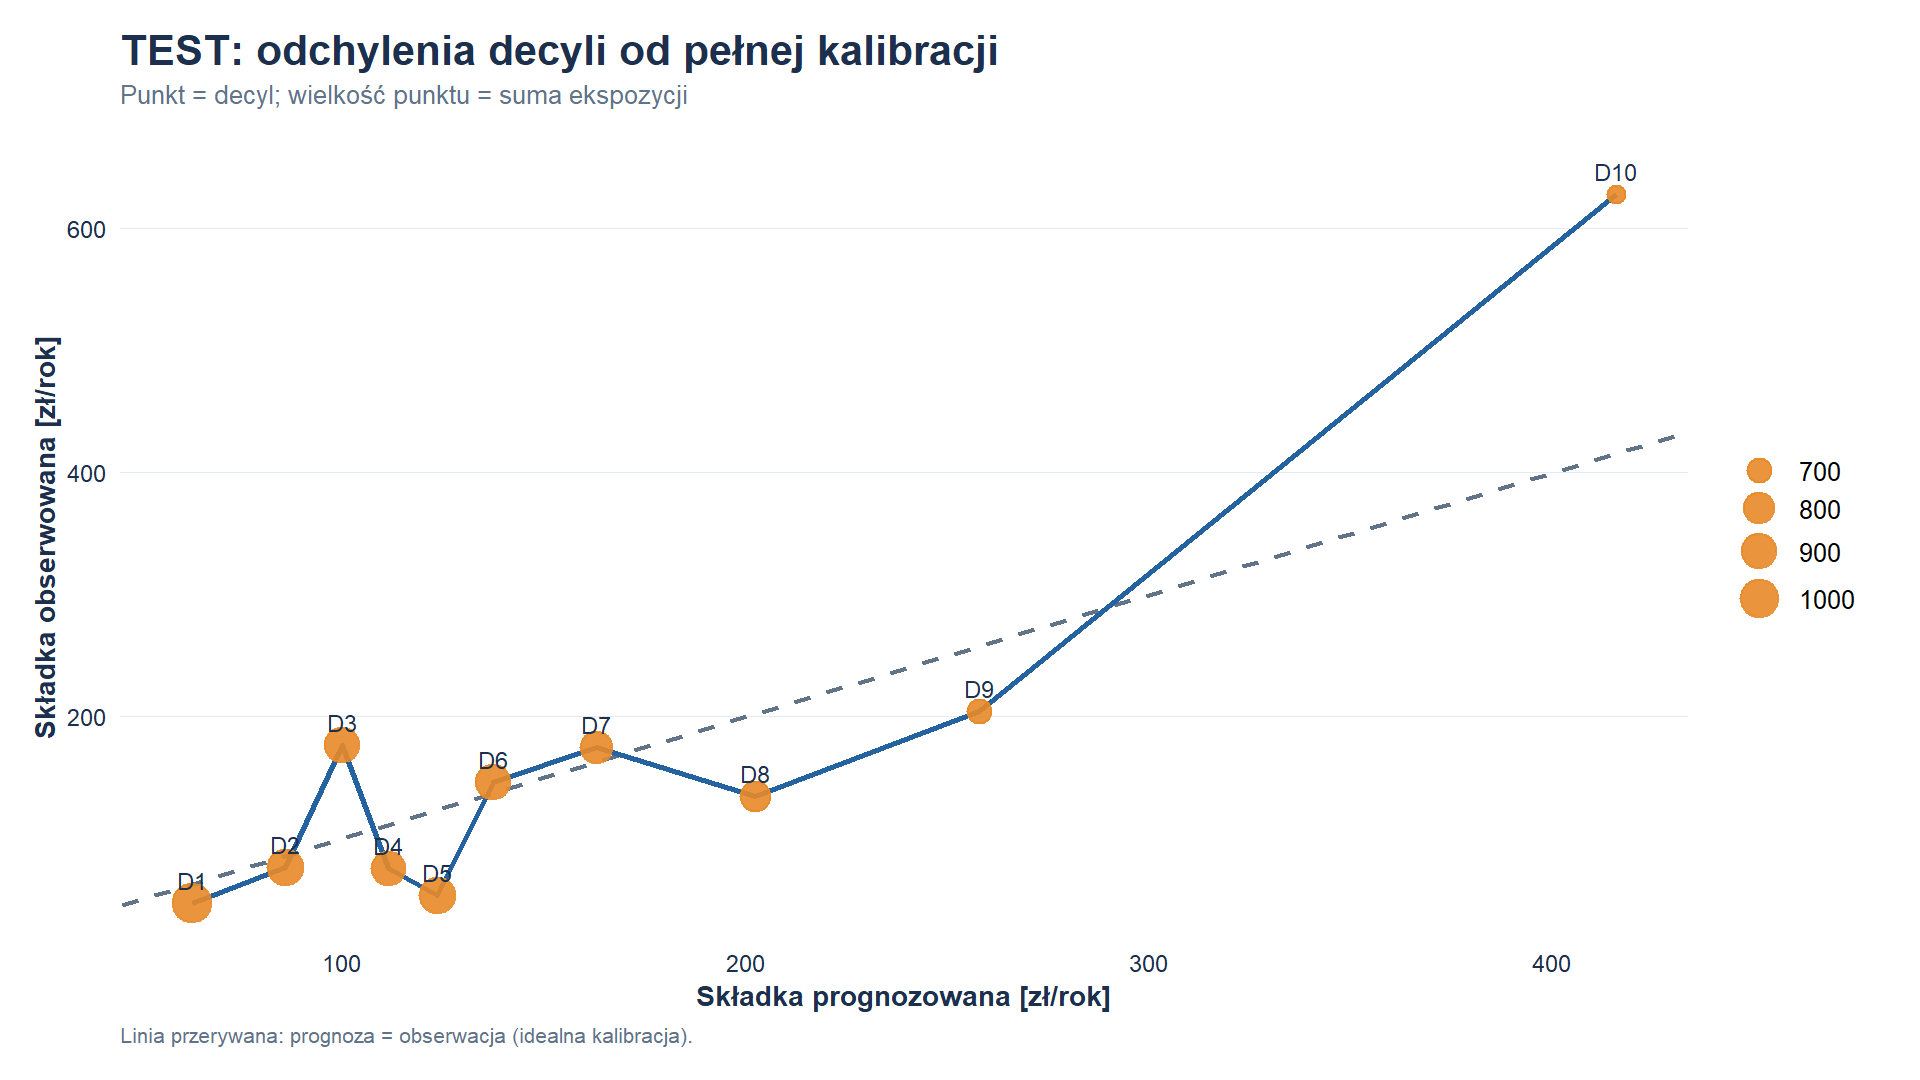 TEST: odchylenia decyli od pełnej kalibracji
Punkt = decyl; wielkość punktu = suma ekspozycji
Składka obserwowana [zł/rok]
600
400
200
D1
D2
D3
D4
D5
D6
D7
D8
D9
D10
700
800
900
1000
100
200
300
400
Składka prognozowana [zł/rok]
Linia przerywana: prognoza = obserwacja (idealna kalibracja).